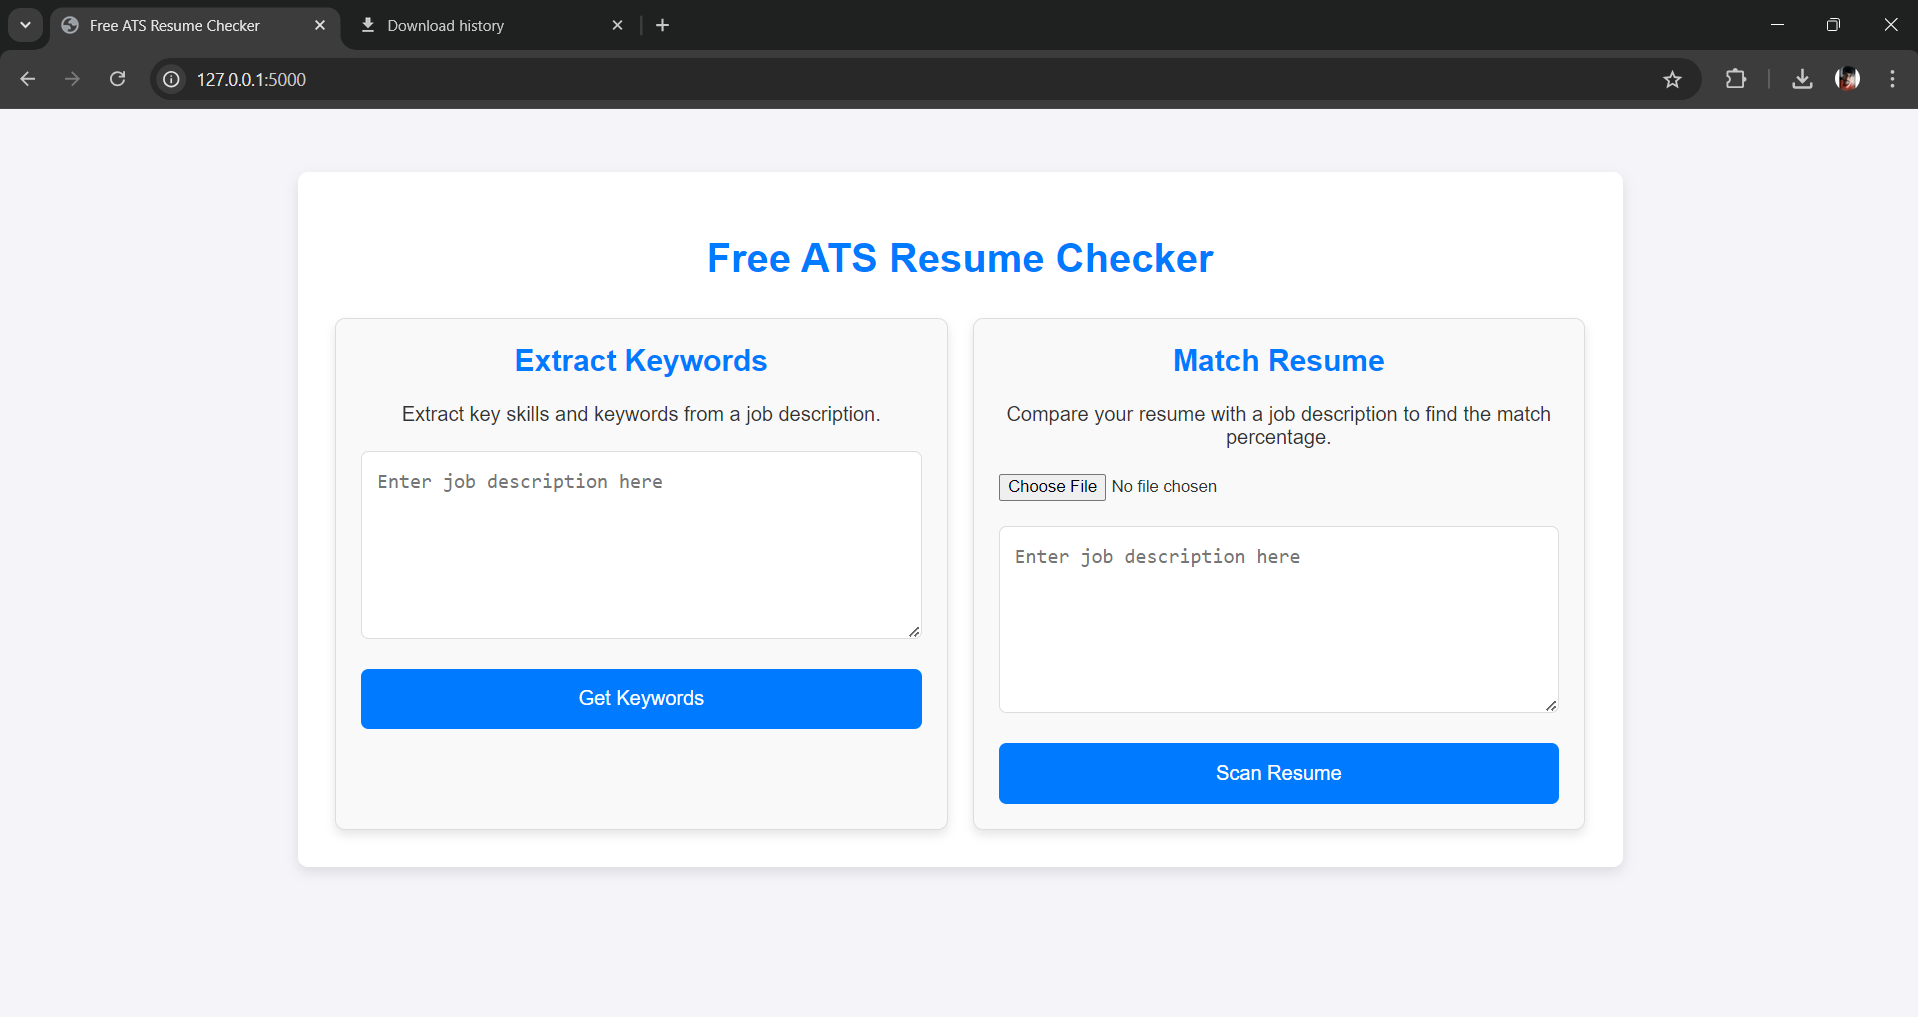 Free ATS Resume Checker
Download history
127.0.0.1:5000
Free ATS Resume Checker
Extract Keywords
Extract key skills and keywords from a job description.
Enter job description here
Get Keywords
Match Resume
Compare your resume with a job description to find the match
percentage.
Choose File No file chosen
Enter job description here
Scan Resume